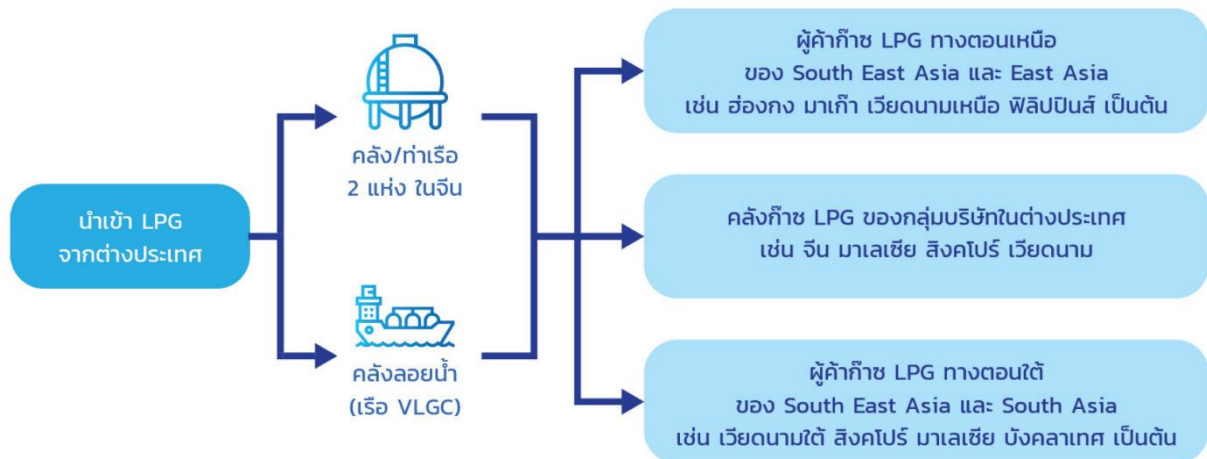 นำเข้า LPG
จากต่างประเทศ
คลัง/ท่าเรือ
2 แห่ง ในจีน
คลังลอยน้ำ
(เรือ VLGC)
ผู้ค้าก๊าซ LPG ทางตอนเหนือ
ของ South East Asia และ East Asia
เช่น ฮ่องกง มาเก๊า เวียดนามเหนือ ฟิลิปปินส์ เป็นต้น
คลังก๊าซ LPG ของกลุ่มบริษัทในต่างประเทศ
เช่น จีน มาเลเซีย สิงคโปร์ เวียดนาม
ผู้ค้าก๊าซ LPG ทางตอนใต้
ของ South East Asia และ South Asia
เช่น เวียดนามใต้ สิงคโปร์ มาเลเซีย บังคลาเทศ เป็นต้น